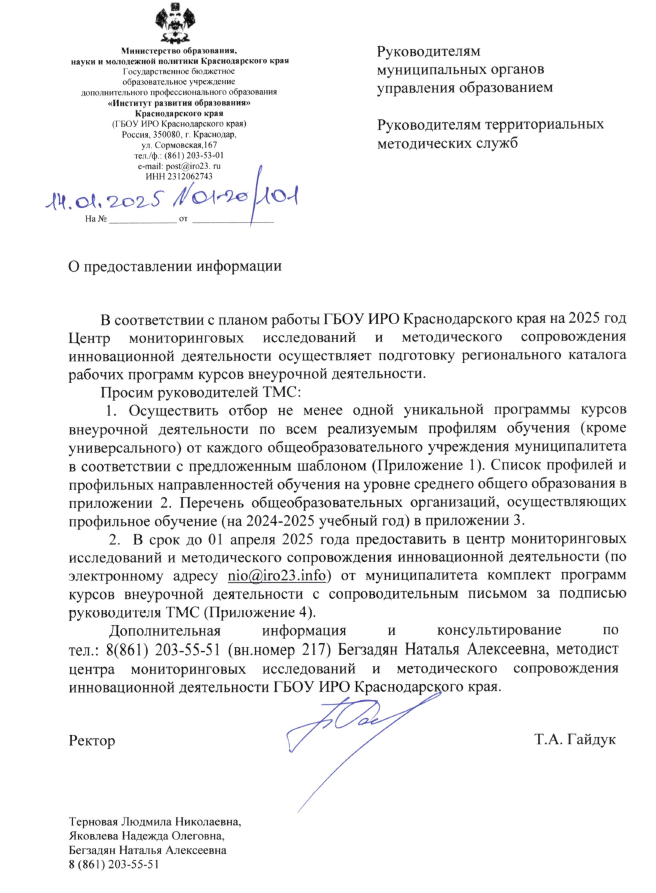 Министерство образования,
науки и молодежной политики Краснодарского края
Государственное бюджетное
образовательное учреждение
дополнительного профессионального образования
«Институт развития образования»
Краснодарского края
(ГБОУ ИРО Краснодарского края)
Россия, 350080, г. Краснодар,
ул. Сормовская,167
тел./ф.: (861) 203-53-01
e-mail: post@iro23. ru
ИНН 2312062743
14.01.2025 №01-20/101
На № _______________ от __________________
Руководителям
муниципальных органов
управления образованием
Руководителям территориальных
методических служб
О предоставлении информации
В соответствии с планом работы ГБОУ ИРО Краснодарского края на 2025 год
Центр мониторинговых исследований и методического сопровождения
инновационной деятельности осуществляет подготовку регионального каталога
рабочих программ курсов внеурочной деятельности.
Просим руководителей ТМС:
1. Осуществить отбор не менее одной уникальной программы курсов
внеурочной деятельности по всем реализуемым профилям обучения (кроме
универсального) от каждого общеобразовательного учреждения муниципалитета
в соответствии с предложенным шаблоном (Приложение 1). Список профилей и
профильных направленностей обучения на уровне среднего общего образования в
приложении 2. Перечень общеобразовательных организаций, осуществляющих
профильное обучение (на 2024-2025 учебный год) в приложении 3.
2. В срок до 01 апреля 2025 года предоставить в центр мониторинговых
исследований и методического сопровождения инновационной деятельности (по
электронному адресу nio@iro23.info) от муниципалитета комплект программ
курсов внеурочной деятельности с сопроводительным письмом за подписью
руководителя ТМС (Приложение 4).
Дополнительная информация и консультирование по
тел.: 8(861) 203-55-51 (вн.номер 217) Бегзадян Наталья Алексеевна, методист
центра мониторинговых исследований и методического сопровождения
инновационной деятельности ГБОУ ИРО Краснодарского края.
Ректор Т.А. Гайдук
Терновая Людмила Николаевна,
Яковлева Надежда Олеговна,
Бегзадян Наталья Алексеевна
8 (861) 203-55-51